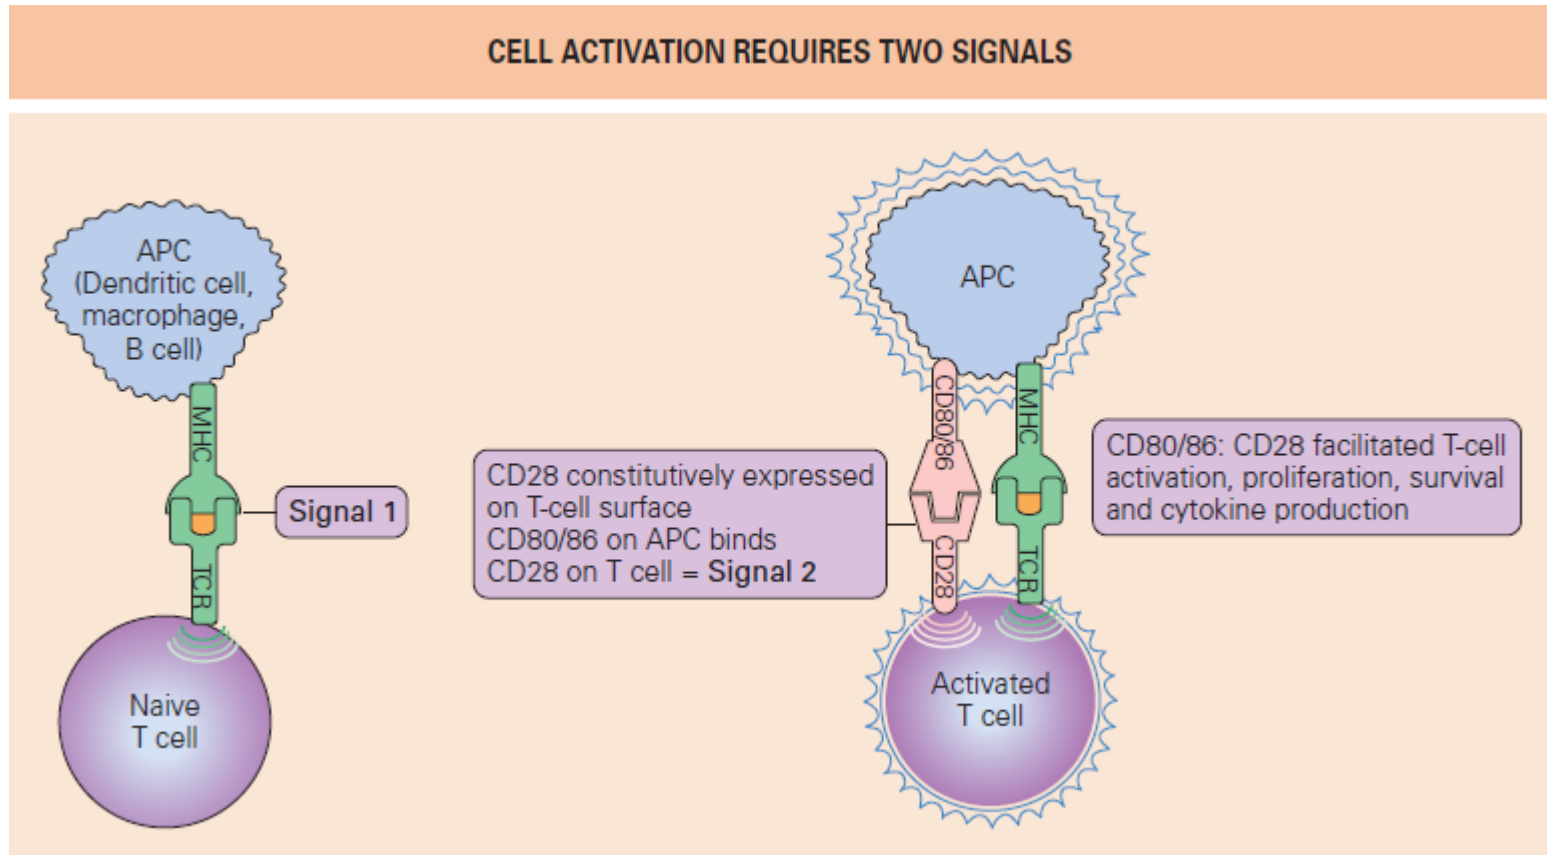 CELL ACTIVATION REQUIRES TWO SIGNALS
APC
(Dendritic cell,
macrophage,
B cell)
MHC
TCR
Signal 1
Naive
T cell
CD28 constitutively expressed
on T-cell surface
CD80/86 on APC binds
CD28 on T cell = Signal 2
APC
CD80/86
CD28
MHC
TCR
Activated
T cell
CD80/86: CD28 facilitated T-cell
activation, proliferation, survival
and cytokine production